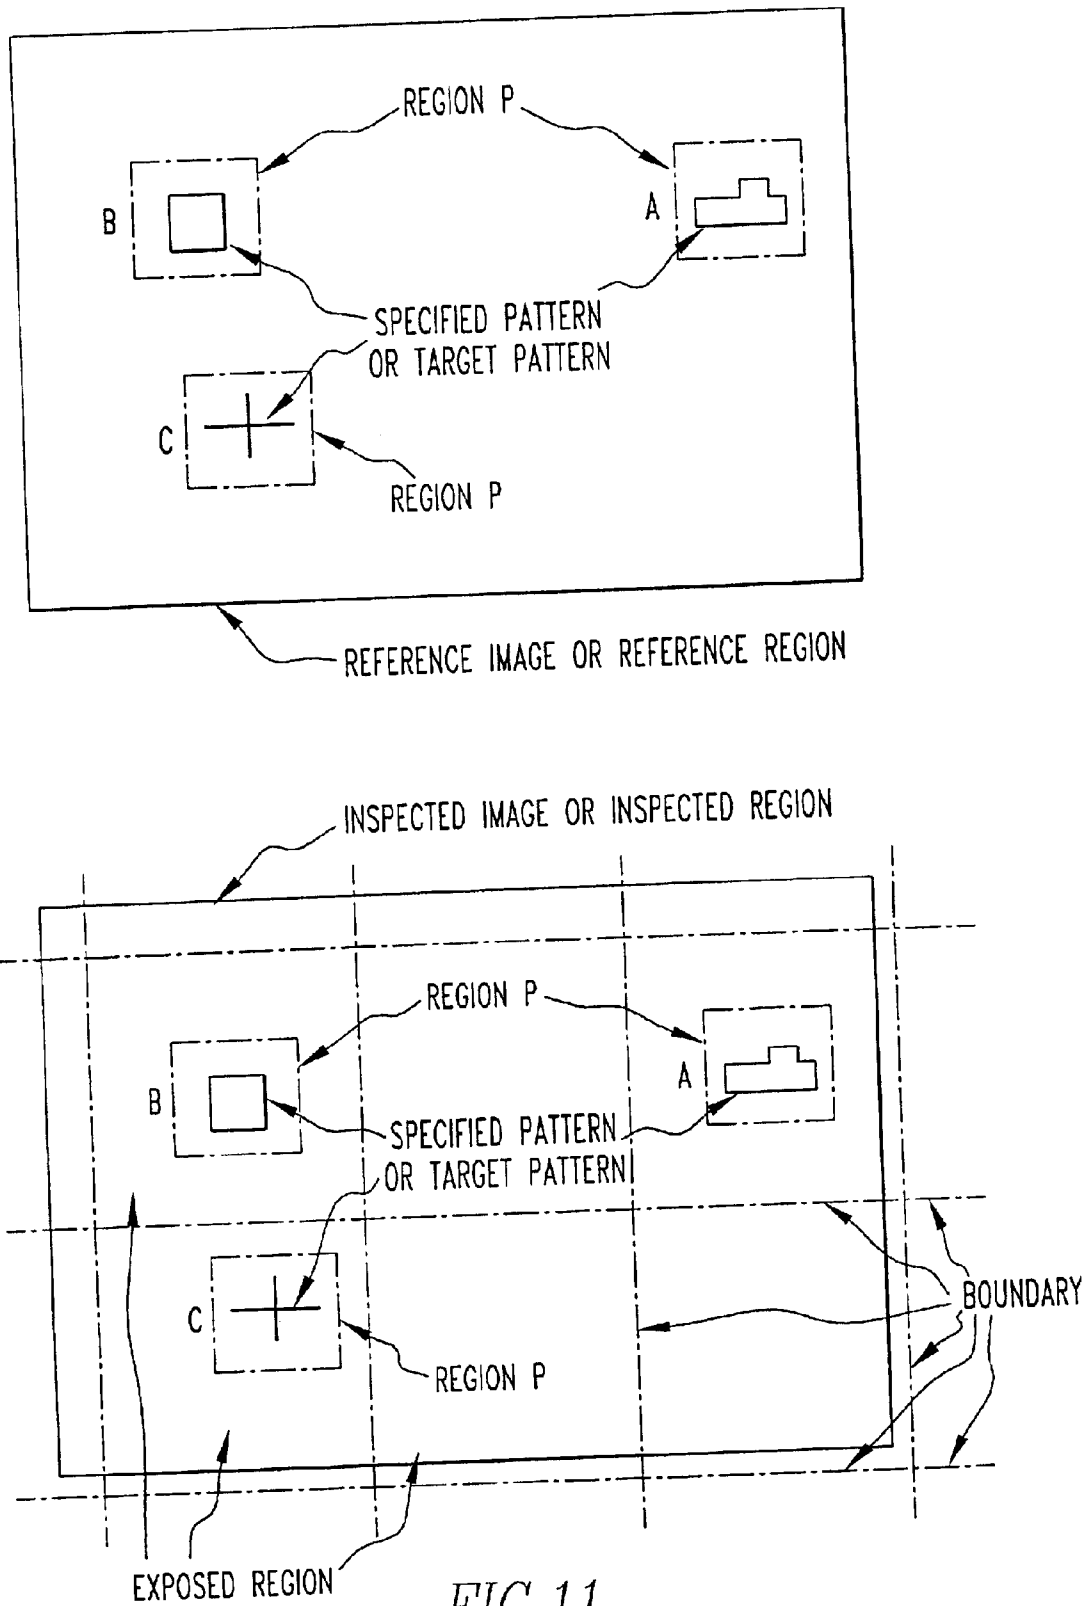 REGION P
B
A
SPECIFIED PATTERN
OR TARGET PATTERN
C
REGION P
REFERENCE IMAGE OR REFERENCE REGION
INSPECTED IMAGE OR INSPECTED REGION
REGION P
B
A
SPECIFIED PATTERN
OR TARGET PATTERN
BOUNDARY
C
REGION P
EXPOSED REGION
FIG. 11